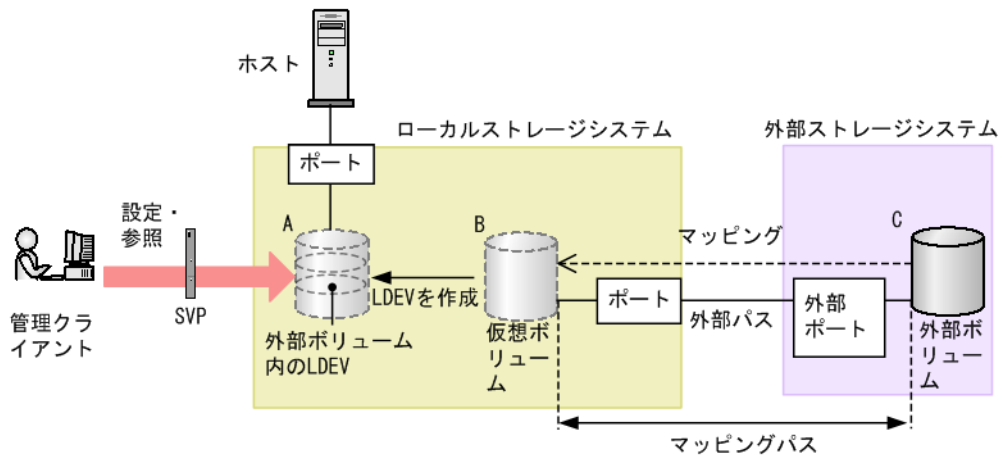 ホスト
ローカルストレージシステム
外部ストレージシステム
ポート
設定・
参照
A
B
C
マッピング
LDEVを作成
ポート
外部パス
外部
ポート
管理クラ
イアント
SVP
外部ボリューム
内のLDEV
仮想ボ
リュー
ム
外部ボ
リュー
ム
マッピングパス